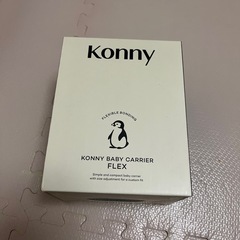 Konny
FLEXIBLE BONDING
KONNY BABY CARRIER
FLEX
Simple and compact baby carrier
with size adjustment for a custom fit